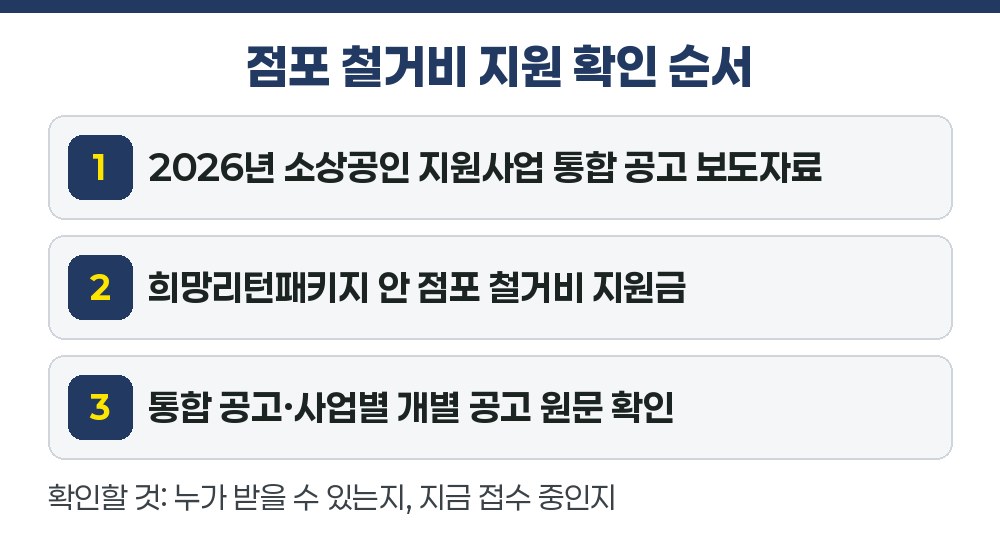 점포 철거비 지원 확인 순서
1 2026년 소상공인 지원사업 통합 공고 보도자료
2 희망리턴패키지 안 점포 철거비 지원금
3 통합 공고·사업별 개별 공고 원문 확인
확인할 것: 누가 받을 수 있는지, 지금 접수 중인지